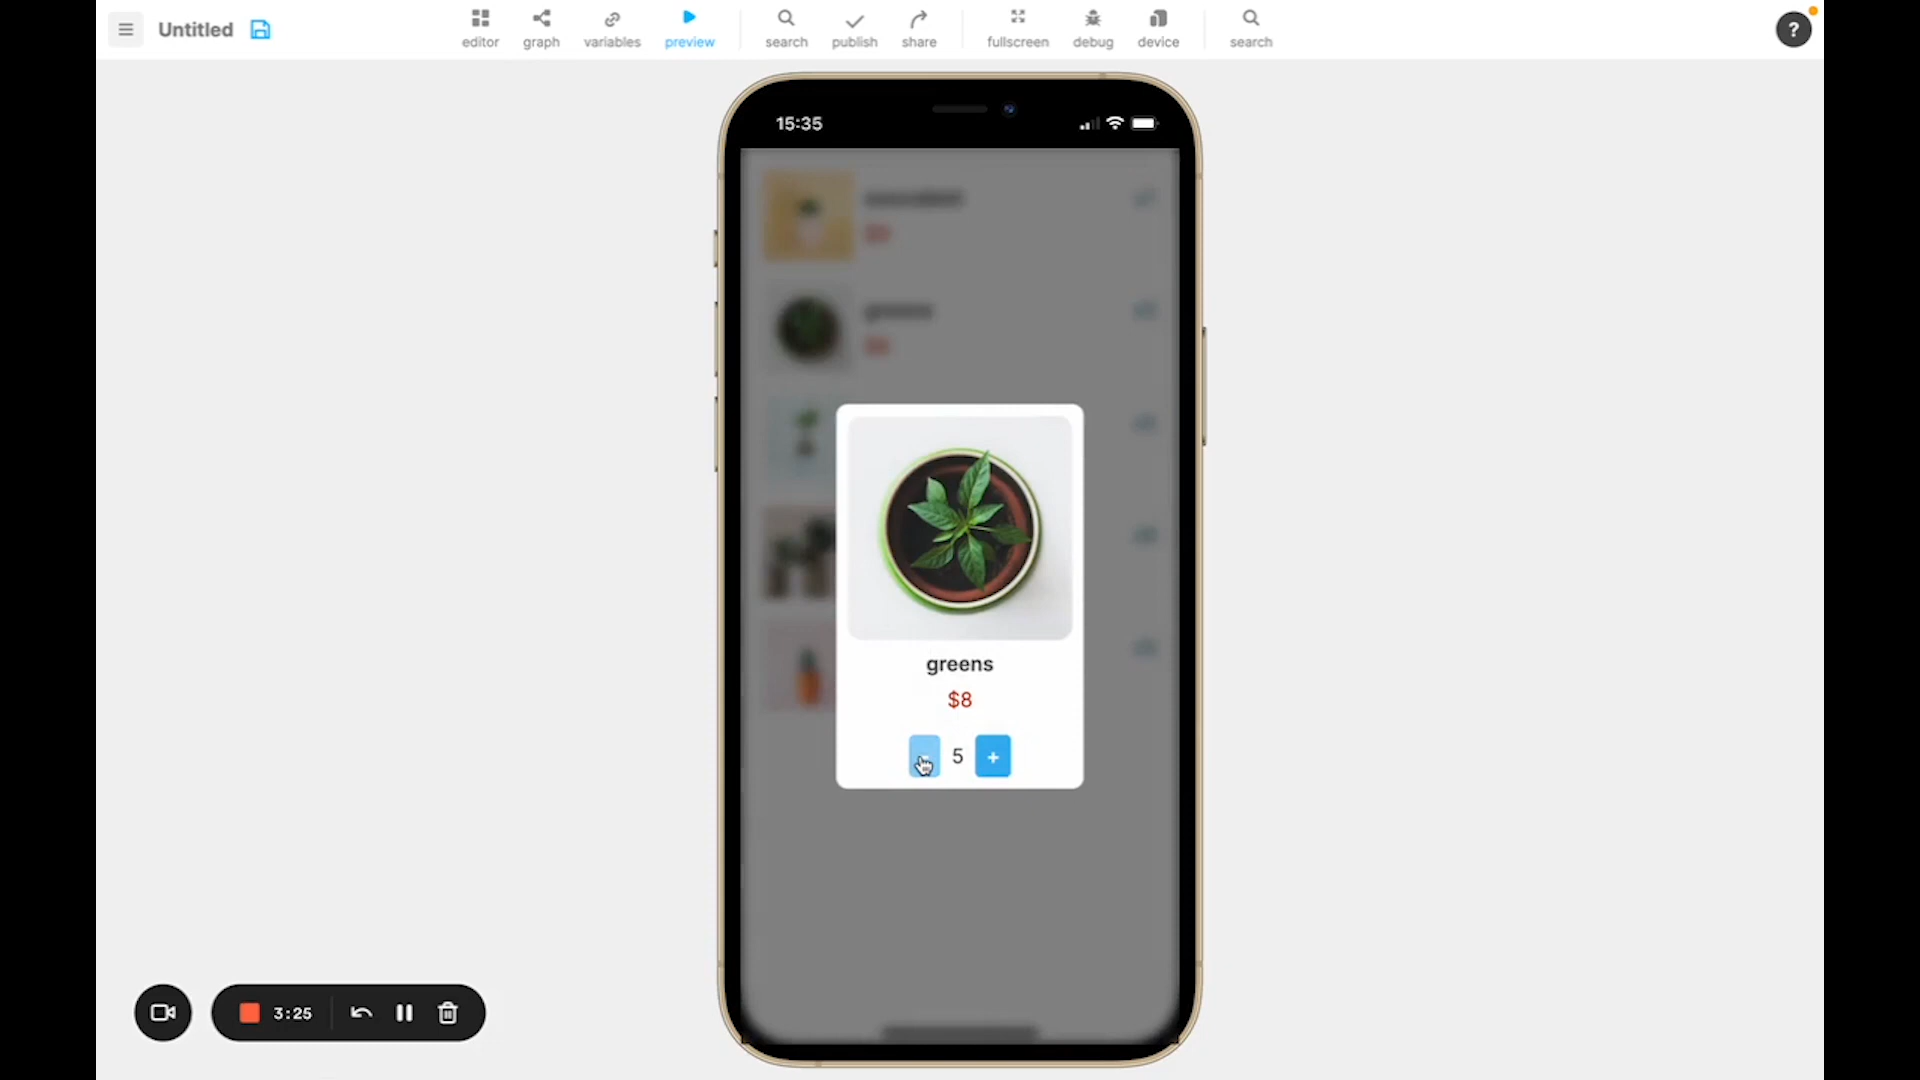 Untitled
editor
graph
variables
preview
search
publish
share
fullscreen
debug
device
search
?
15:35
greens
greens
$8
- 5 +
3:25